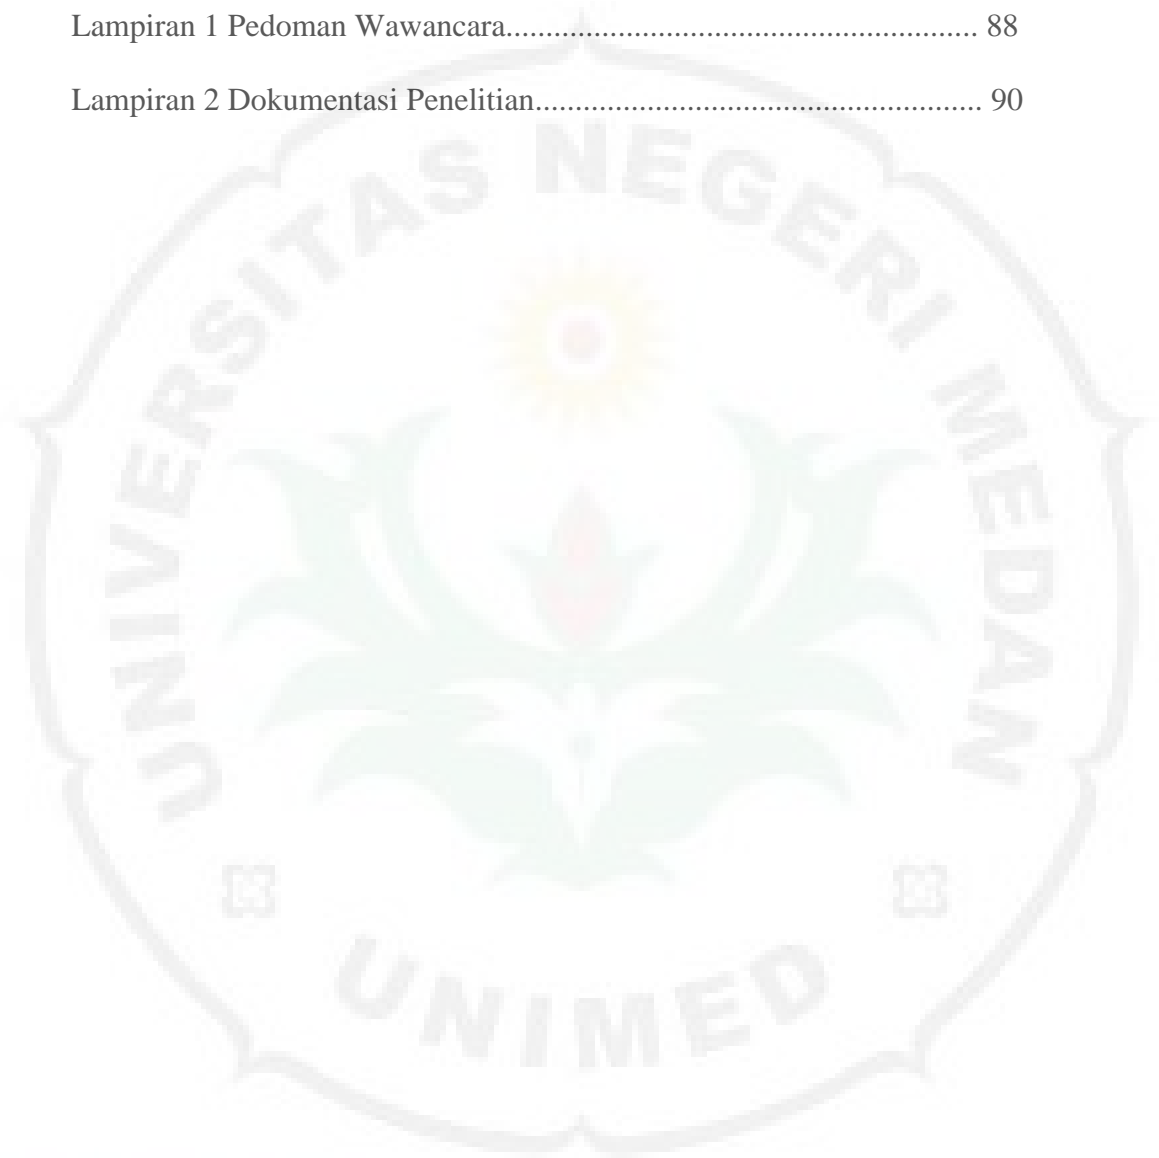 Lampiran 1 Pedoman Wawancara........................................................... 88
Lampiran 2 Dokumentasi Penelitian........................................................ 90
UNIVERSITAS NEGERI MEDAN
UNIMED